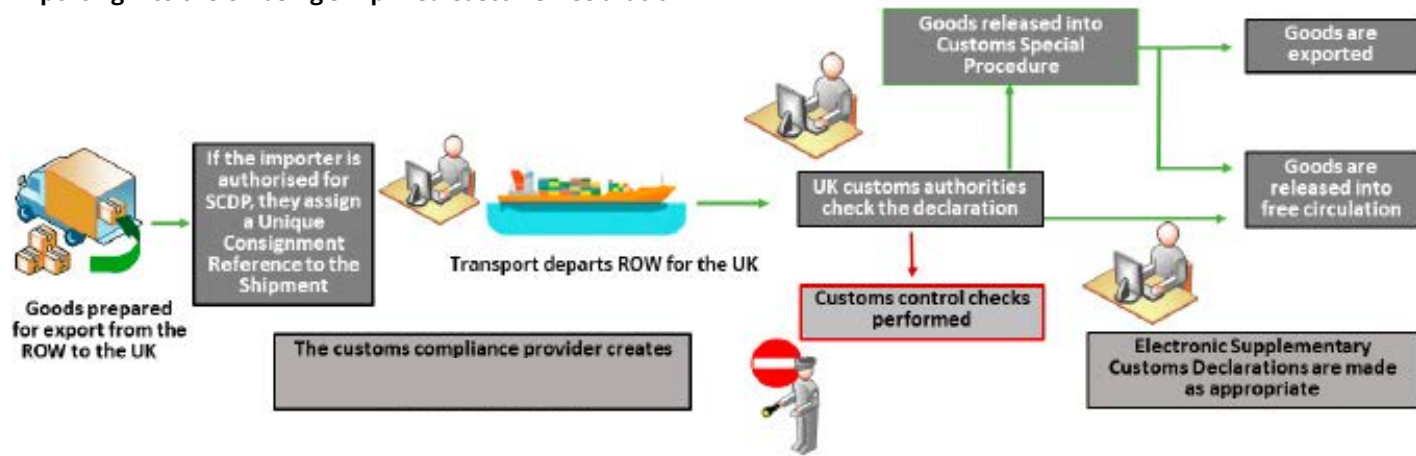 Goods prepared
for export from the
ROW to the UK
If the importer is
authorised for
SCDP, they assign
a Unique
Consignment
Reference to the
Shipment
The customs compliance provider creates
Transport departs ROW for the UK
UK customs authorities
check the declaration
Customs control checks
performed
Goods released into
Customs Special
Procedure
Goods are
exported
Goods are
released into
free circulation
Electronic Supplementary
Customs Declarations are made
as appropriate